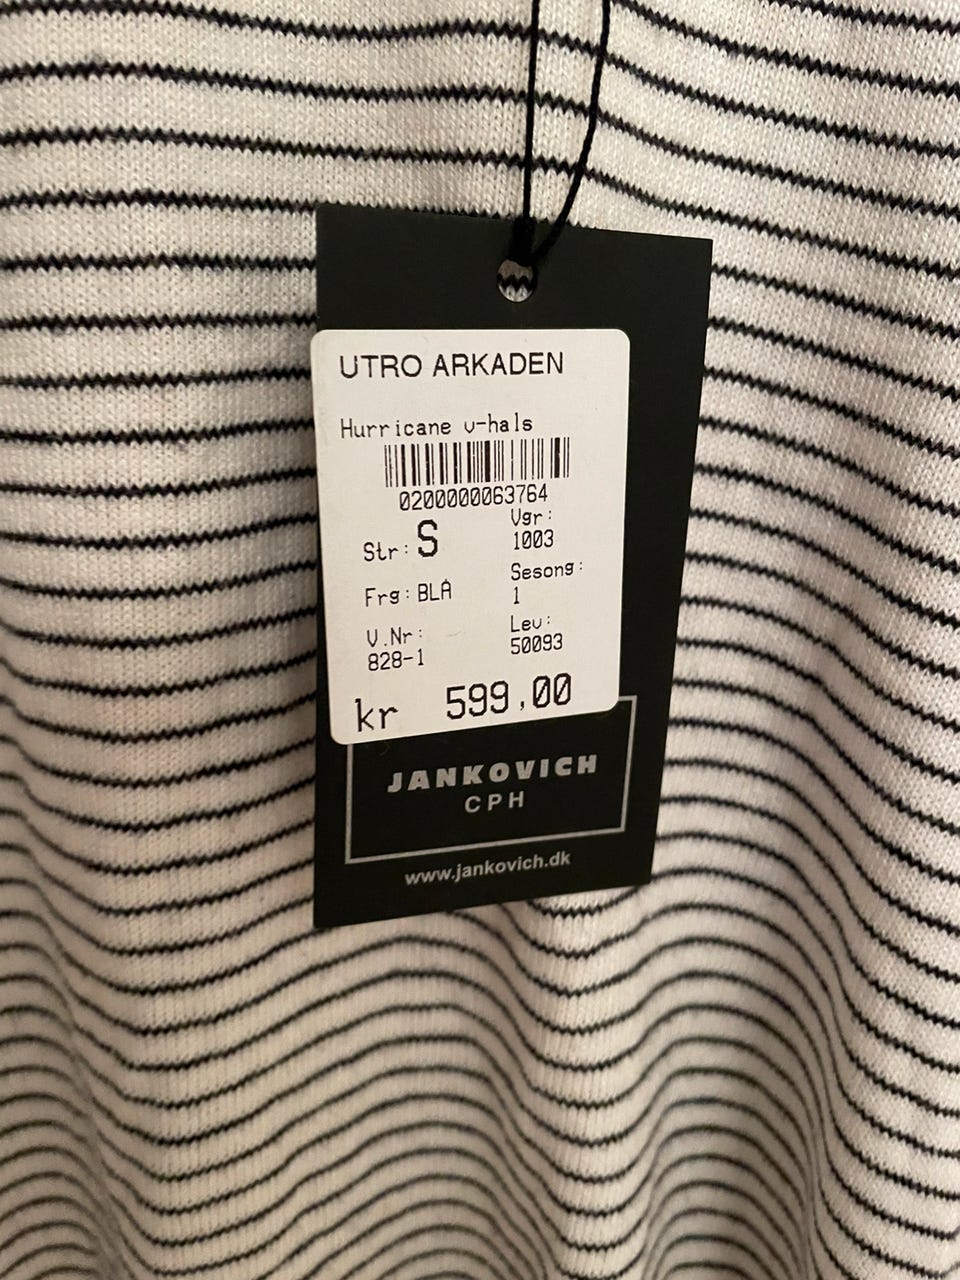 UTRO ARKADEN
Hurricane v-hals
0200000063764
Str: S
Vgr:
1003
Frg: BLÅ
Sesong:
1
V.Nr:
828-1
Lev:
50093
kr 599,00
JANKOVICH
CPH
www.jankovich.dk